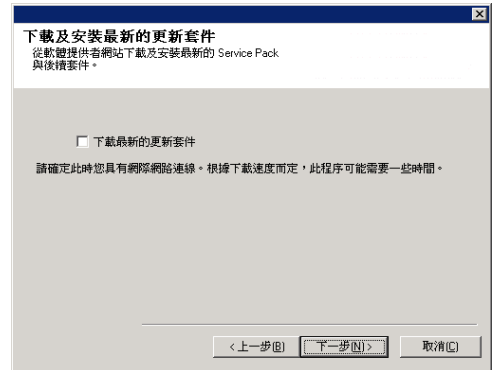 下載及安裝最新的更新套件
從軟體提供者網站下載及安裝最新的 Service Pack
與後續套件。
下載最新的更新套件
請確定此時您具有網際網路連線。根據下載速度而定，此程序可能需要一些時間。
<上一步(B)
下一步(N)>
取消(C)